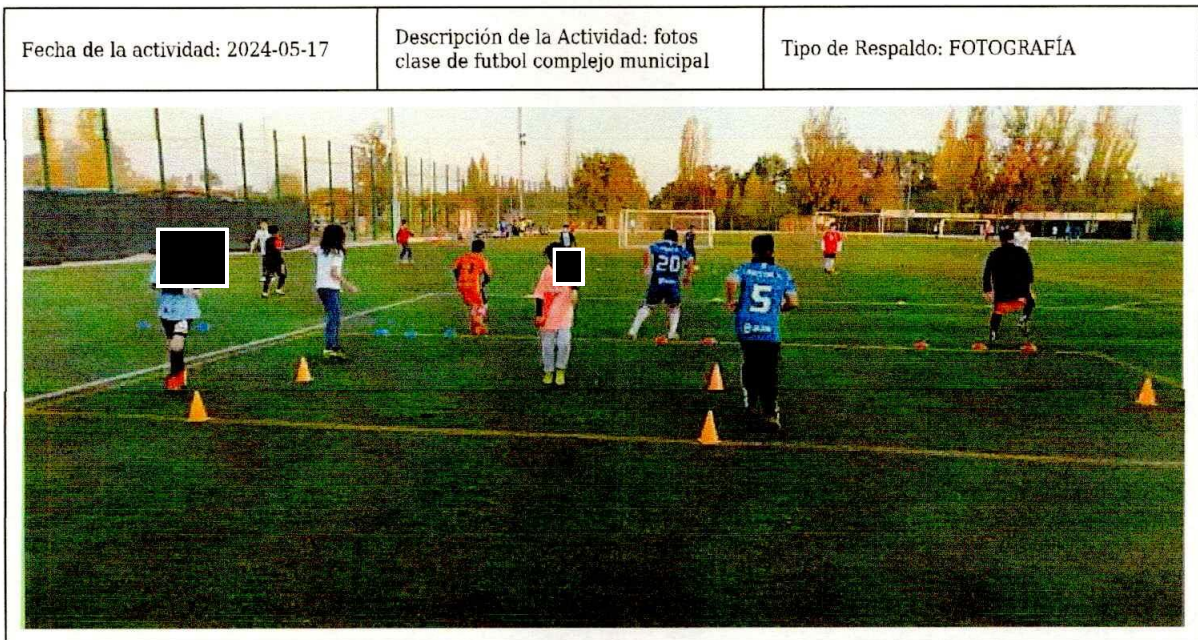 Fecha de la actividad: 2024-05-17
Descripción de la Actividad: fotos
clase de futbol complejo municipal
Tipo de Respaldo: FOTOGRAFÍA
20
5